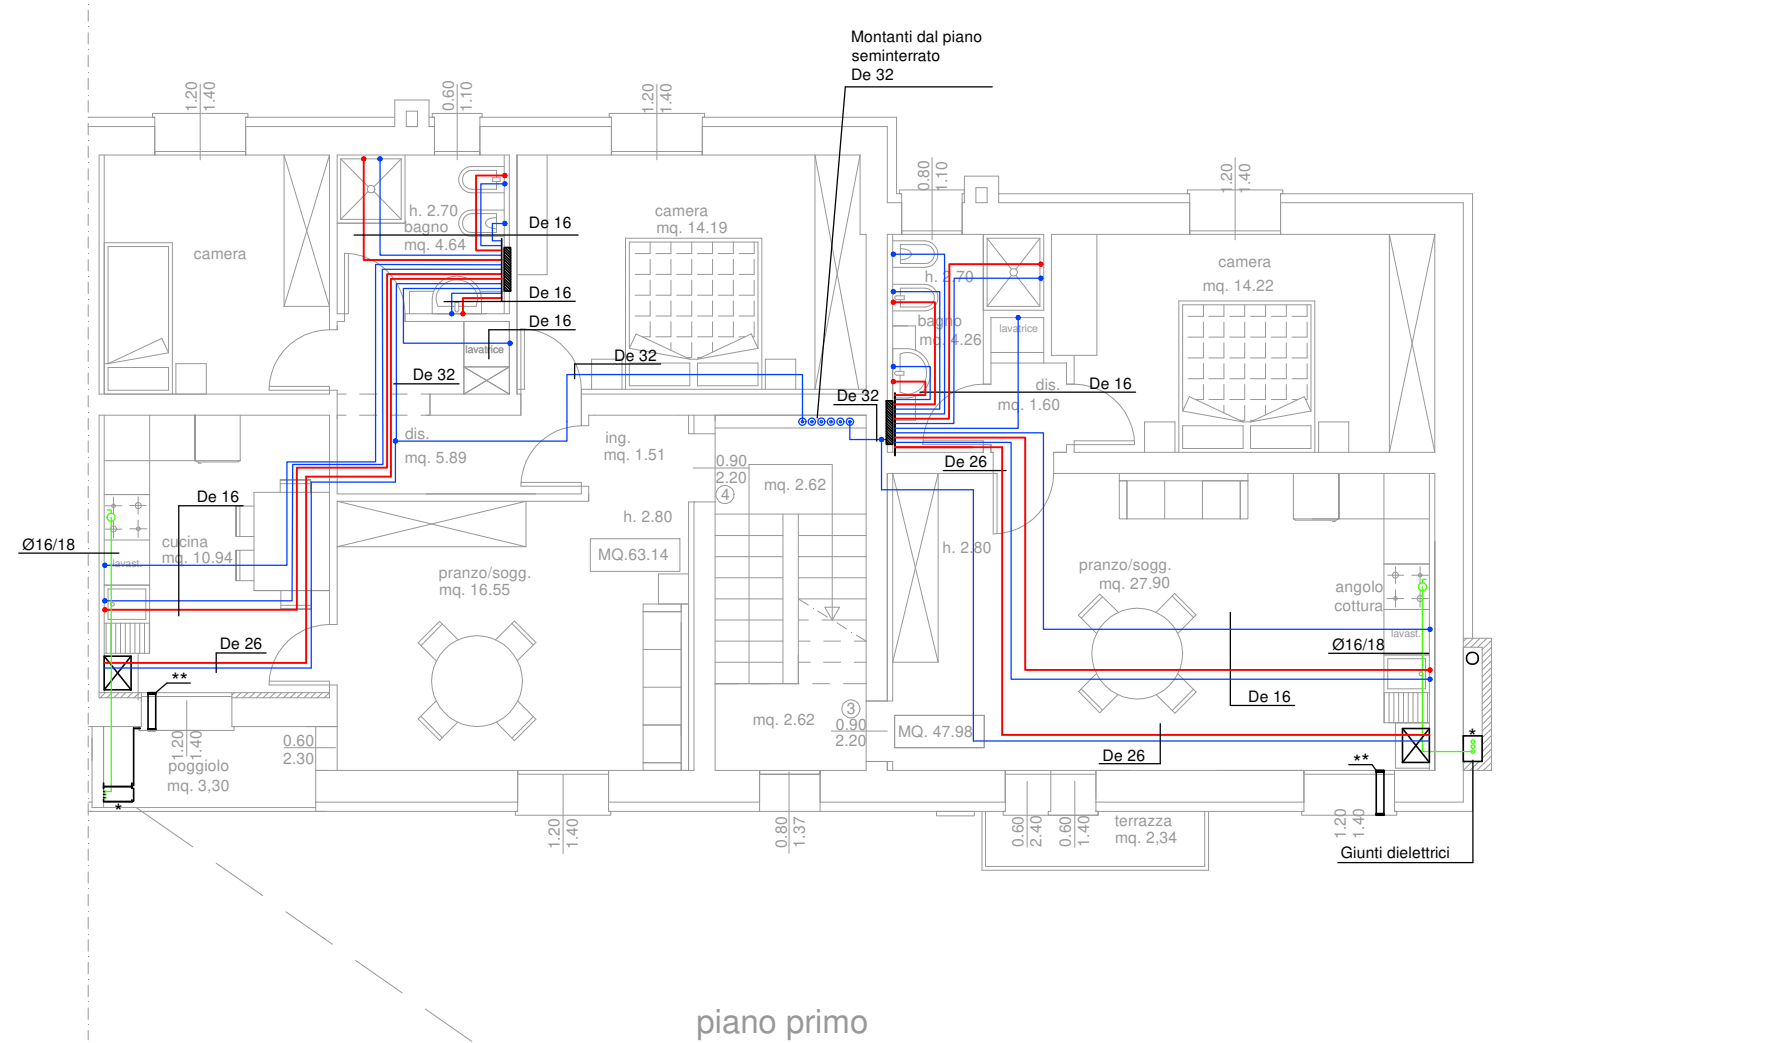 Montanti dal piano
seminterrato
De 32
1.20
1.40
0.60
1.10
1.20
1.40
0.80
1.10
1.20
1.40
camera
h. 2.70
bagno
mq. 4.64
De 16
camera
mq. 14.19
De 16
De 16
lavatrice
De 32
De 32
h. 2.70
bagno
mq. 4.26
lavatrice
camera
mq. 14.22
De 32
dis.
mq. 1.60
De 16
dis.
mq. 5.89
ing.
mq. 1.51
0.90
2.20
4
mq. 2.62
De 26
De 16
h. 2.80
Ø16/18
cucina
mq. 10.94
lavast.
MQ.63.14
h. 2.80
pranzo/sogg.
mq. 16.55
pranzo/sogg.
mq. 27.90
angolo
cottura
lavast.
Ø16/18
De 26
**
De 16
mq. 2.62
3
0.90
2.20
MQ. 47.98
De 26
**
*
1.20
1.40
0.60
2.30
poggiolo
mq. 3,30
*
1.20
1.40
0.80
1.37
0.60
2.40
0.60
1.40
terrazza
mq. 2,34
1.20
1.40
Giunti dielettrici
piano primo